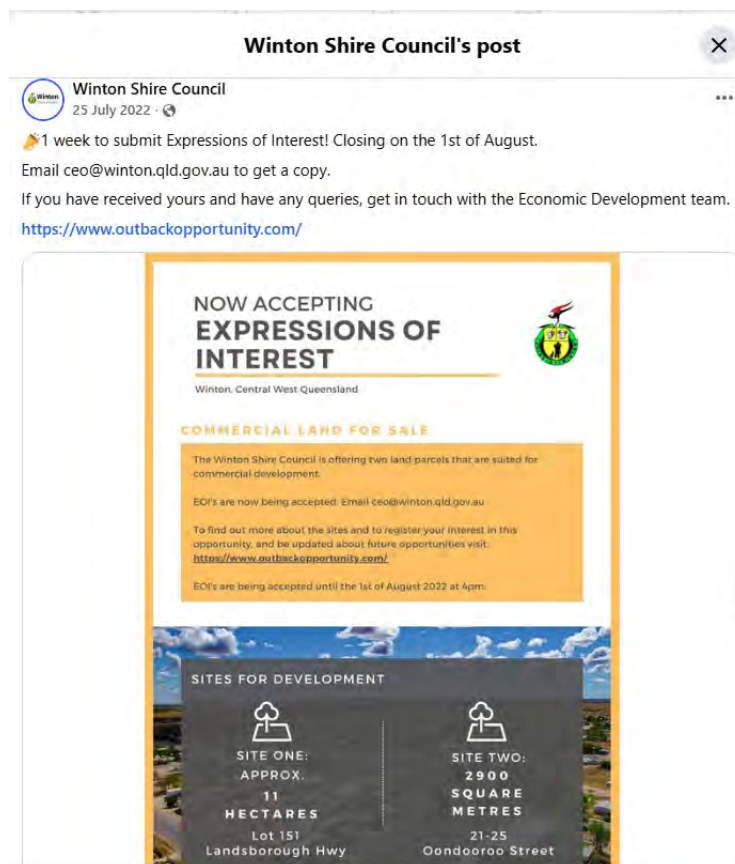 Winton Shire Council's post
Winton
Winton Shire Council
25 July 2022
1 week to submit Expressions of Interest! Closing on the 1st of August.
Email ceo@winton.qld.gov.au to get a copy.
If you have received yours and have any queries, get in touch with the Economic Development team.
https://www.outbackopportunity.com/
NOW ACCEPTING
EXPRESSIONS OF
INTEREST
Winton, Central West Queensland
COMMERCIAL LAND FOR SALE
The Winton Shire Council is offering two land parcels that are suited for
commercial development.
EOI's are now being accepted. Email ceo@winton.qld.gov.au
To find out more about the sites and to register your interest in this
opportunity, and be updated about future opportunities visit:
https://www.outbackopportunity.com/
EOI's are being accepted until the 1st of August 2022 at 4pm.
SITES FOR DEVELOPMENT
SITE ONE:
APPROX.
11
HECTARES
Lot 151
Landsborough Hwy
SITE TWO:
2900
SQUARE
METRES
21-25
Oondooroo Street